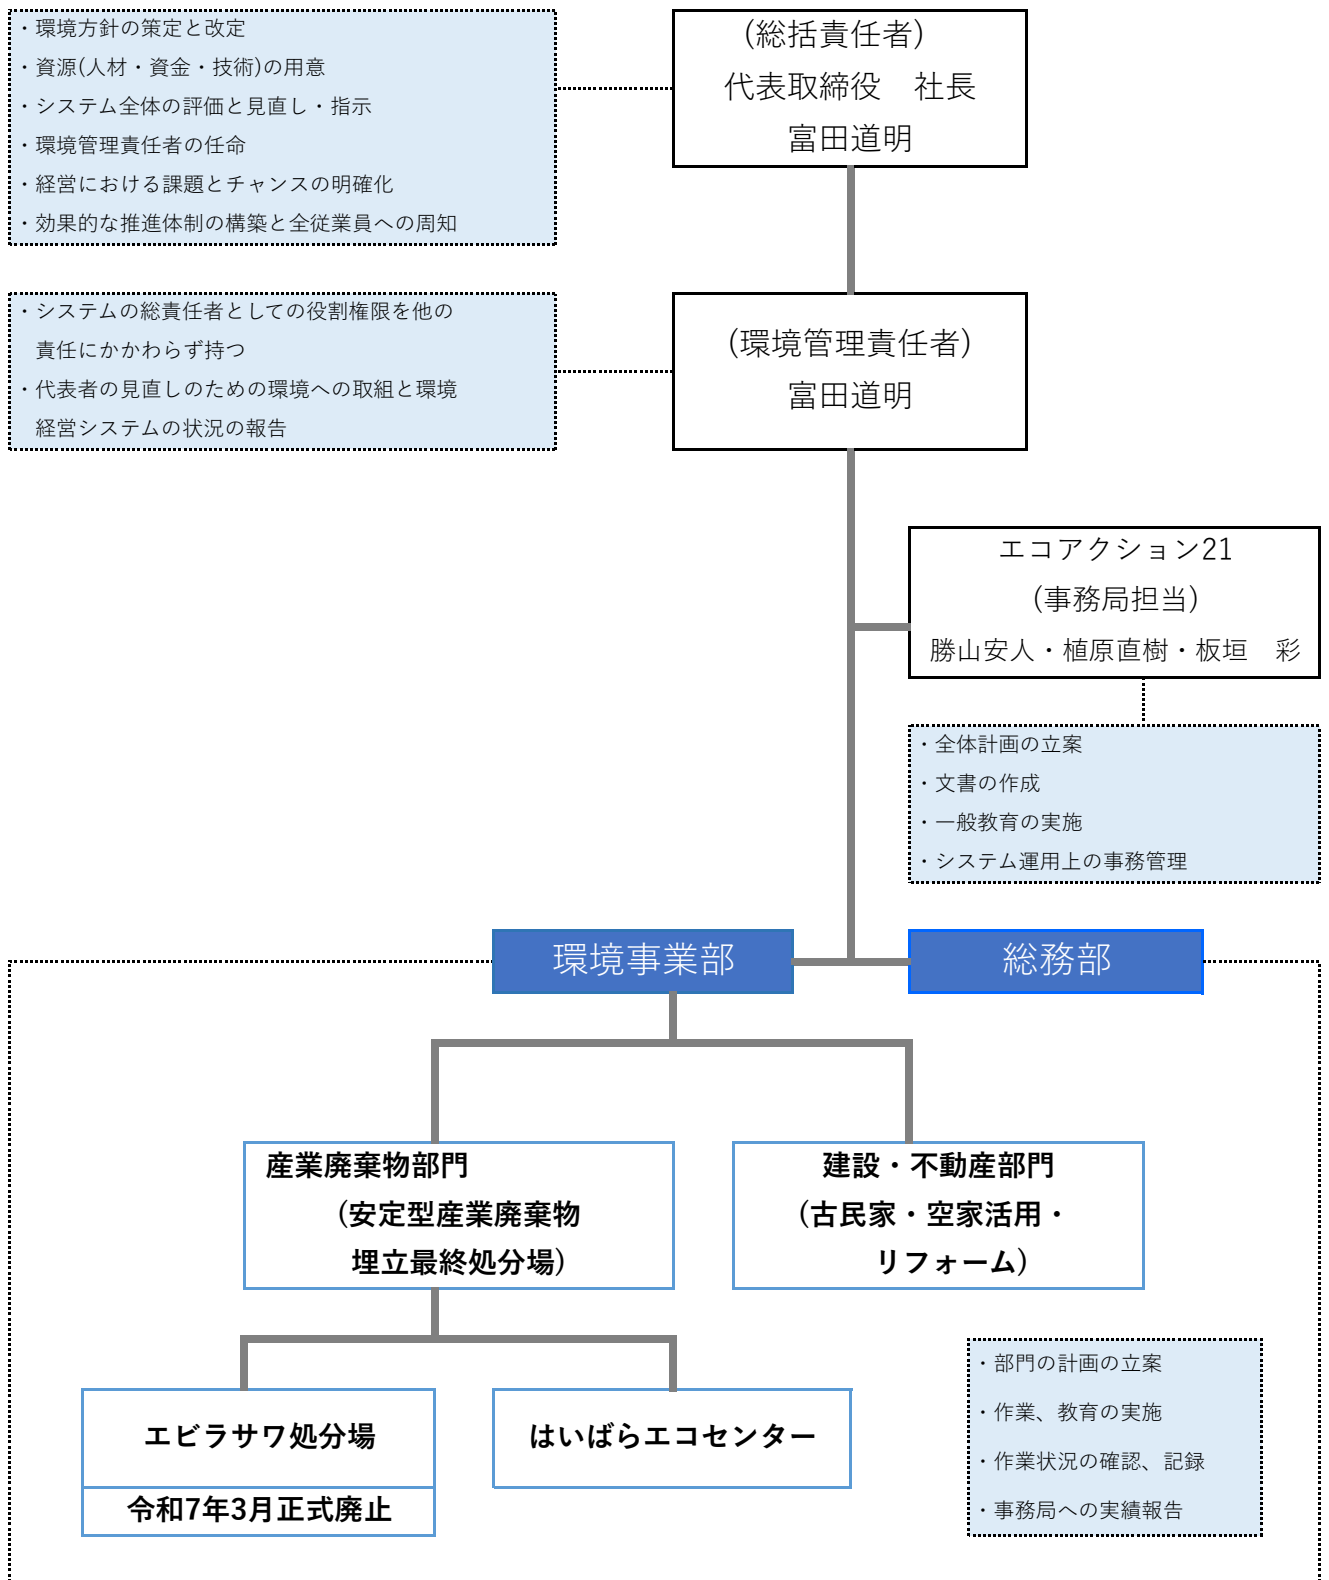 ・環境方針の策定と改定
・資源(人材・資金・技術)の用意
・システム全体の評価と見直し・指示
・環境管理責任者の任命
・経営における課題とチャンスの明確化
・効果的な推進体制の構築と全従業員への周知
(総括責任者)
代表取締役　社長
富田道明
・システムの総責任者としての役割権限を他の
責任にかかわらず持つ
・代表者の見直しのための環境への取組と環境
経営システムの状況の報告
(環境管理責任者)
富田道明
エコアクション21
(事務局担当)
勝山安人・植原直樹・板垣　彩
・全体計画の立案
・文書の作成
・一般教育の実施
・システム運用上の事務管理
環境事業部
総務部
産業廃棄物部門
(安定型産業廃棄物
埋立最終処分場)
建設・不動産部門
(古民家・空家活用・
リフォーム)
エビラサワ処分場
令和7年3月正式廃止
はいばらエコセンター
・部門の計画の立案
・作業、教育の実施
・作業状況の確認、記録
・事務局への実績報告